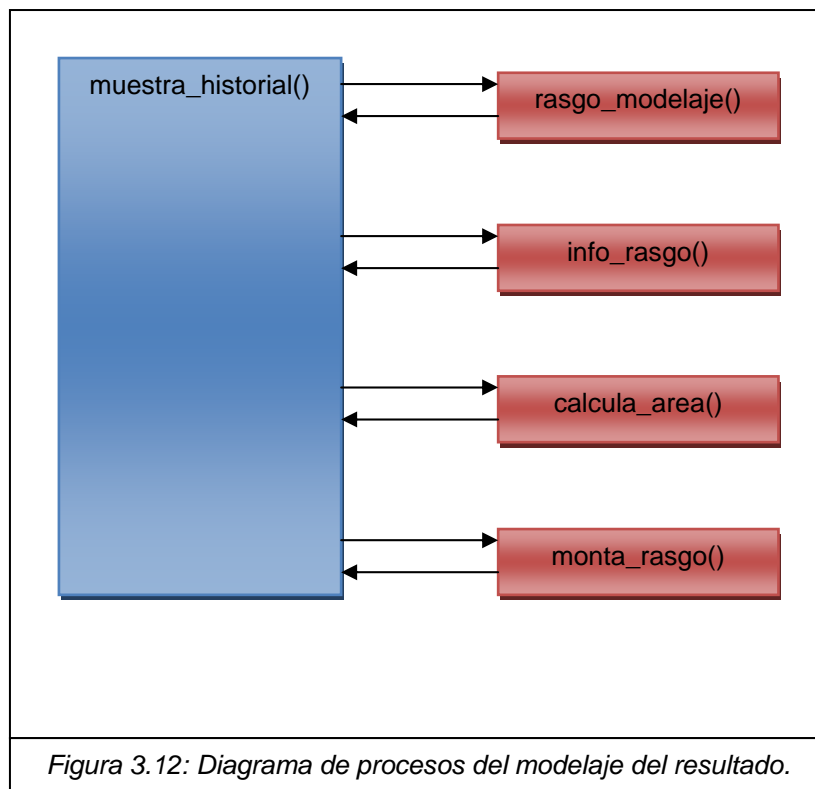 muestra_historial()
rasgo_modelaje()
info_rasgo()
calcula_area()
monta_rasgo()
Figura 3.12: Diagrama de procesos del modelaje del resultado.